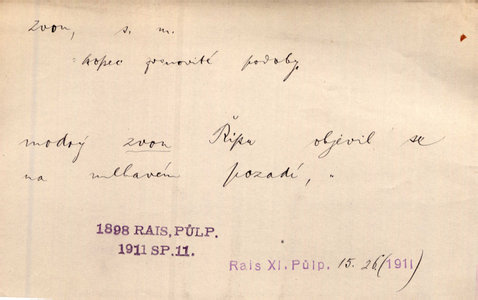 zvon, s. m.
: kopec zvonovité podoby.
modrý zvon Řípu objevil se
na mlhavém pozadí, „
1898 RAIS, PŮLP.
1911 SP. 11.
Rais XI. Půlp. 15. 26 (1911)